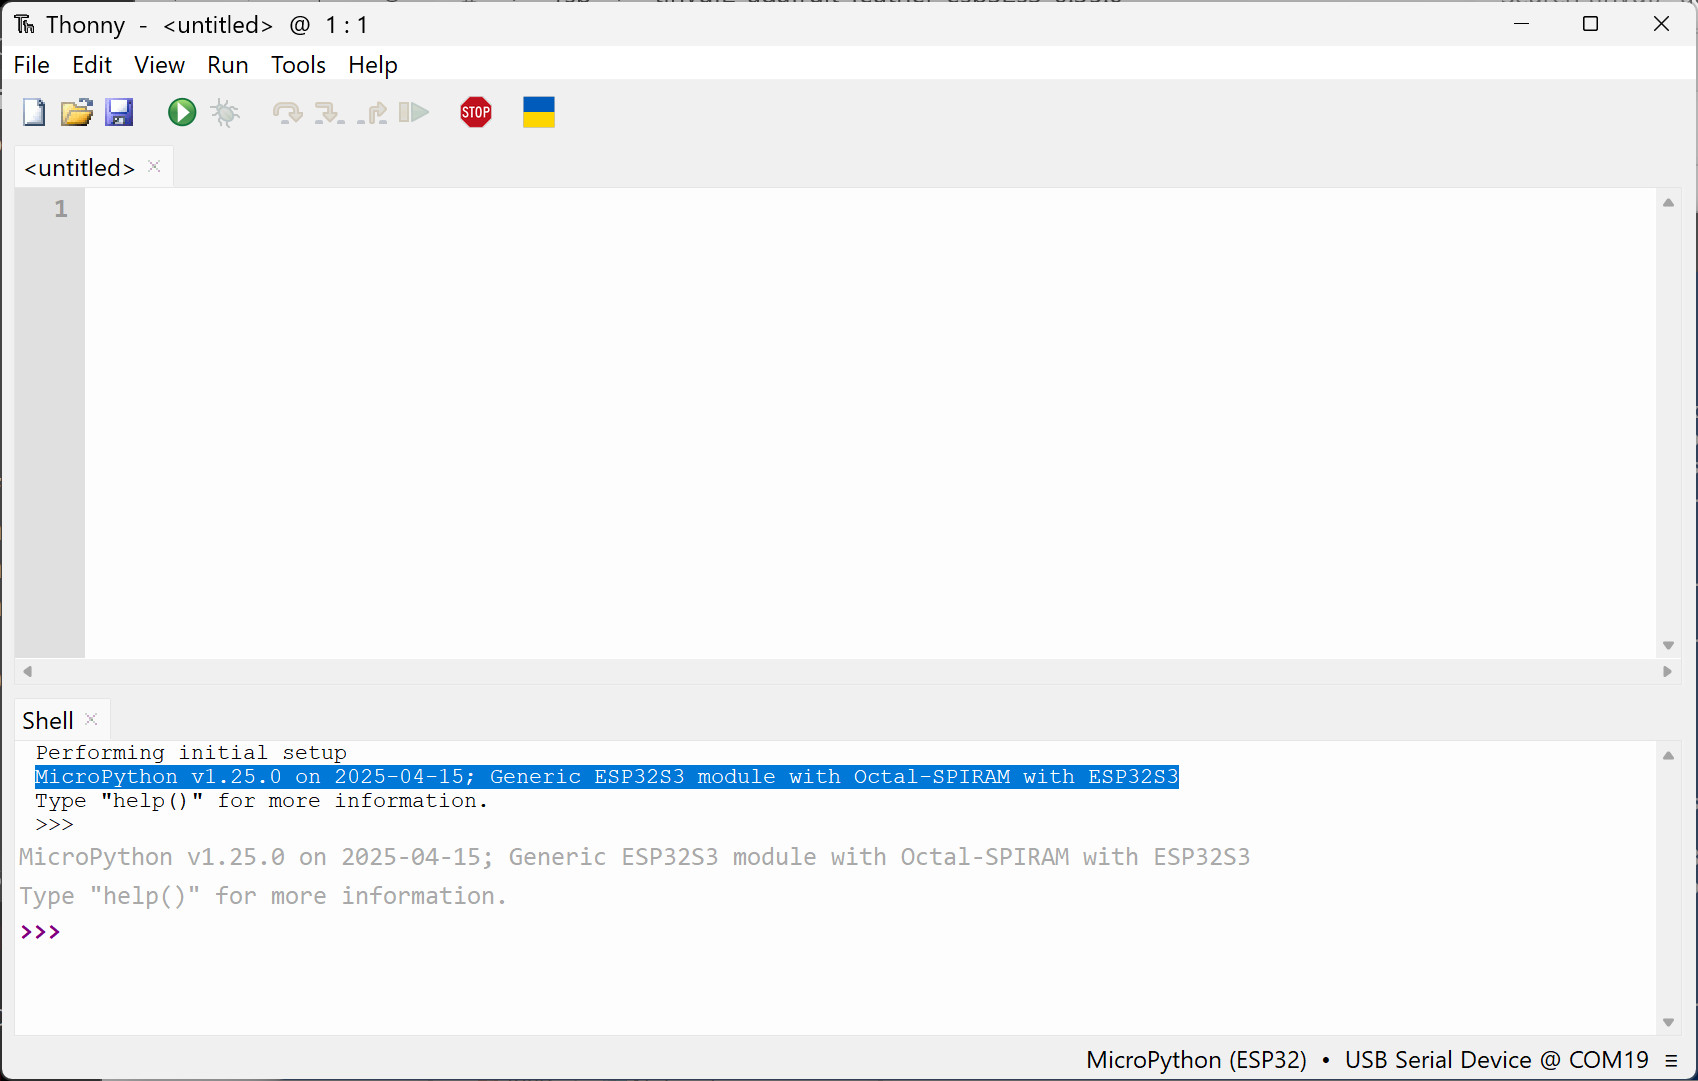 Thonny - <untitled> @ 1 : 1
File Edit View Run Tools Help
STOP
<untitled>
1
Shell
Performing initial setup
MicroPython v1.25.0 on 2025-04-15; Generic ESP32S3 module with Octal-SPIRAM with ESP32S3
Type "help()" for more information.
>>>
MicroPython v1.25.0 on 2025-04-15; Generic ESP32S3 module with Octal-SPIRAM with ESP32S3
Type "help()" for more information.
>>>
MicroPython (ESP32) • USB Serial Device @ COM19 ≡